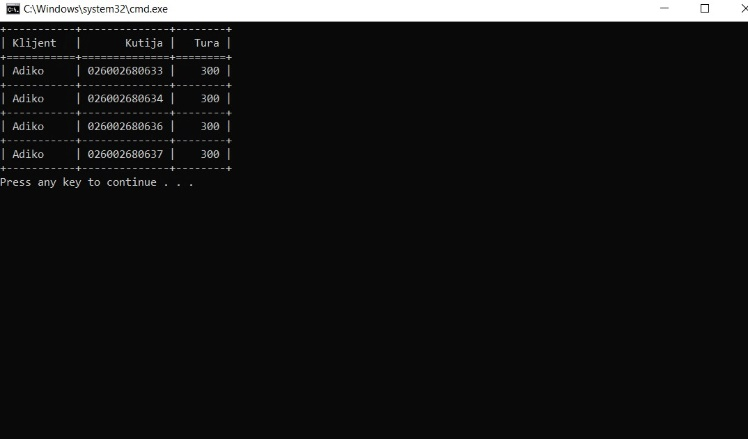 C:\Windows\system32\cmd.exe
+-----------+--------------+--------+
| Klijent   |       Kutija |   Tura |
+===========+==============+========+
| Adiko     | 026002680633 |    300 |
+-----------+--------------+--------+
| Adiko     | 026002680634 |    300 |
+-----------+--------------+--------+
| Adiko     | 026002680636 |    300 |
+-----------+--------------+--------+
| Adiko     | 026002680637 |    300 |
+-----------+--------------+--------+
Press any key to continue . . .